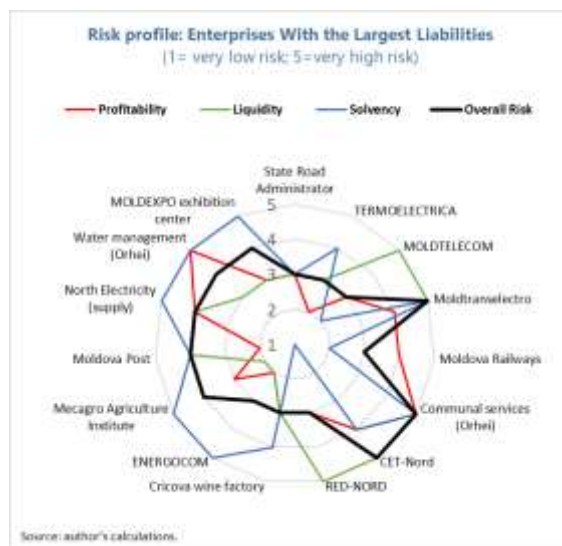 Risk profile: Enterprises With the Largest Liabilities
(1= very low risk; 5=very high risk)
Profitability
Liquidity
Solvency
Overall Risk
State Road
Administrator
TERMOELECTRICA
MOLDTELECOM
Moldtranselectro
Moldova Railways
Communal services
(Orhei)
CET-Nord
RED-NORD
Cricova wine factory
ENERGOCOM
Mecagro Agriculture
Institute
Moldova Post
North Electricity
(supply)
Water management
(Orhei)
MOLDEXPO exhibition
center
5
4
3
2
1
Source: author's calculations.